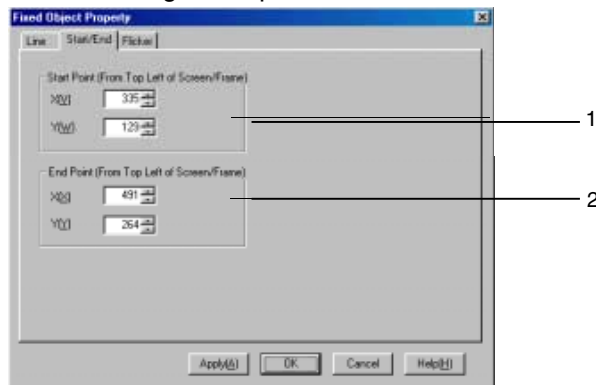 Fixed Object Property
Line Start/End Flicker
Start Point (From Top Left of Screen/Frame)
X(V) 335
Y(W) 129
1
End Point (From Top Left of Screen/Frame)
X(X) 491
2
Y(Y) 264
Apply(A) OK Cancel Help(H)